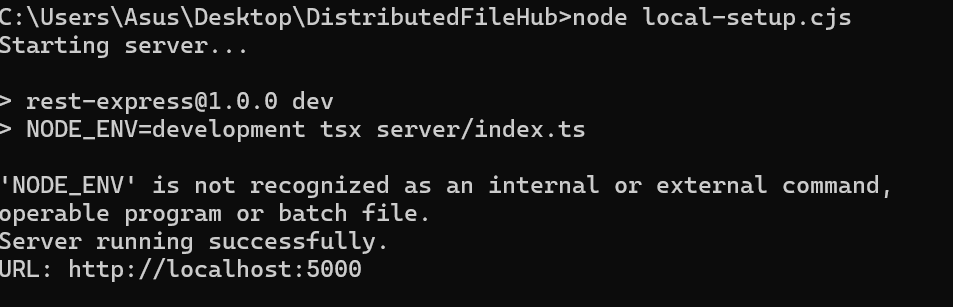 C:\Users\Asus\Desktop\DistributedFileHub>node local-setup.cjs
Starting server...
> rest-express@1.0.0 dev
> NODE_ENV=development tsx server/index.ts
'NODE_ENV' is not recognized as an internal or external command,
operable program or batch file.
Server running successfully.
URL: http://localhost:5000